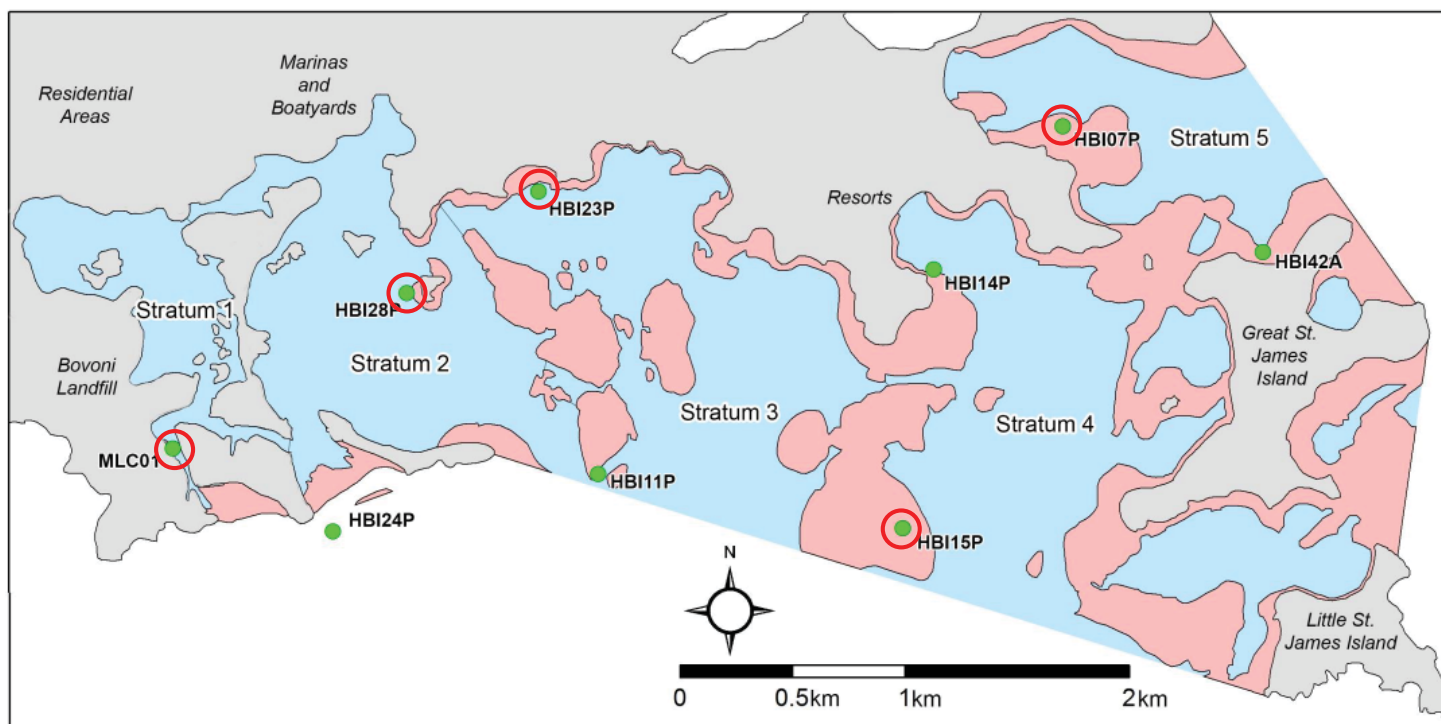 Residential
Areas
Marinas
and
Boatyards
HBI07P
Stratum 5
HBI23P
Resorts
HBI42A
HBI14P
HBI28P
Stratum 1
Stratum 2
Great St.
James
Island
Bovoni
Landfill
Stratum 3
Stratum 4
MLC01
HBI11P
HBI24P
HBI15P
N
Little St.
James Island
0
0.5km
1km
2km